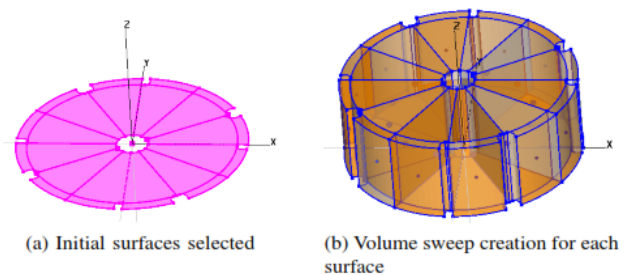 Z
Y
X
Z
Y
X
(a) Initial surfaces selected
(b) Volume sweep creation for each
surface